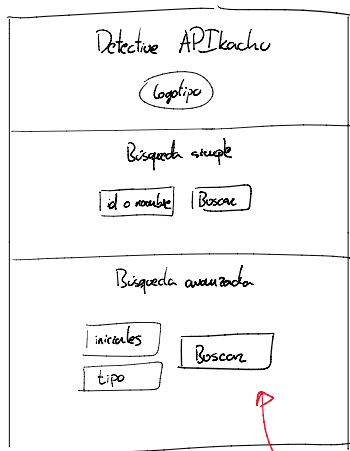 Detective APIkachu
logotipo
Búsqueda simple
id o nombre
Buscar
Búsqueda avanzada
iniciales
Buscar
tipo